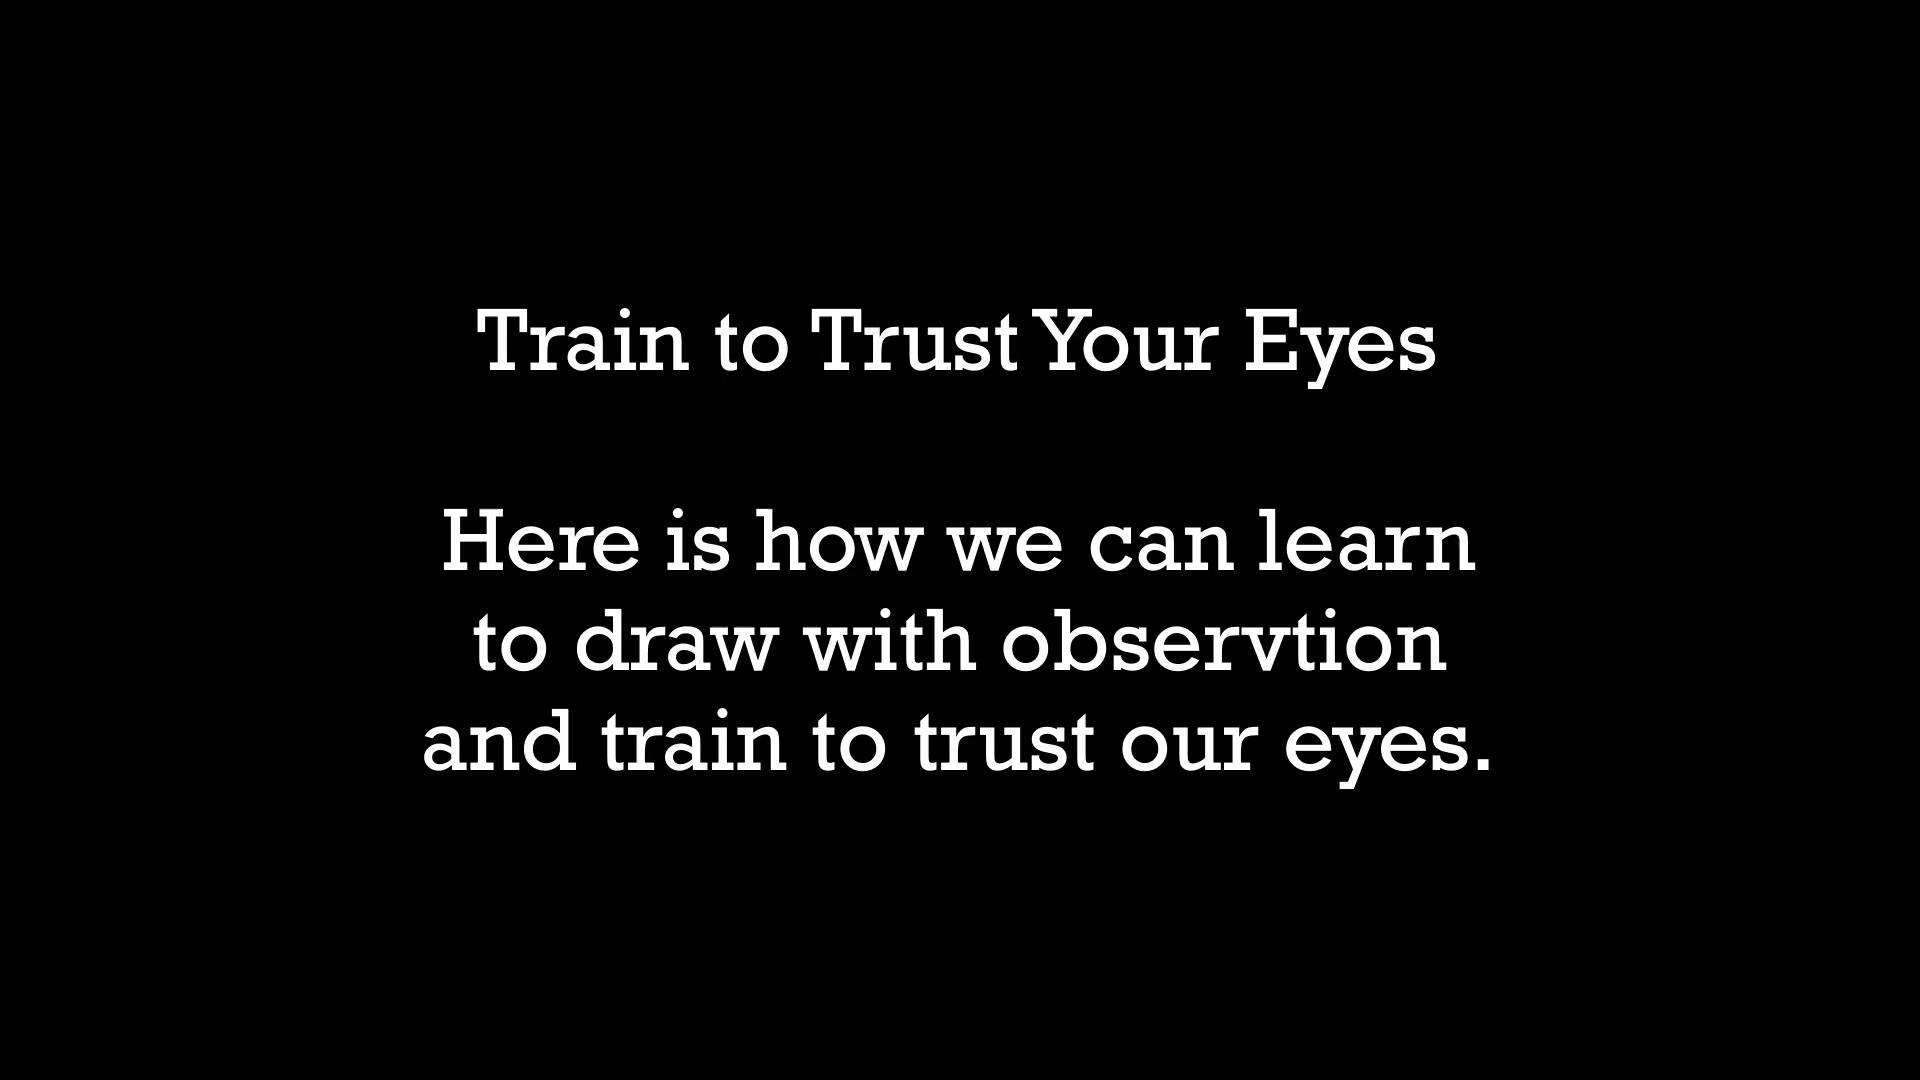 Train to Trust Your Eyes
Here is how we can learn
to draw with observtion
and train to trust our eyes.